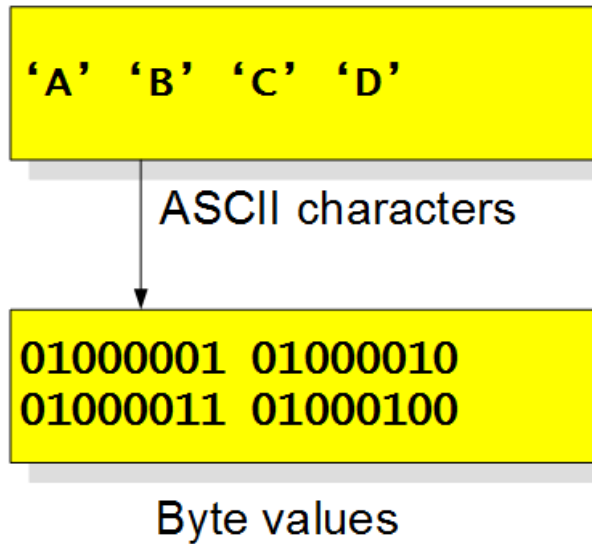 ‘A’ ‘B’ ‘C’ ‘D’
ASCII characters
01000001 01000010
01000011 01000100
Byte values